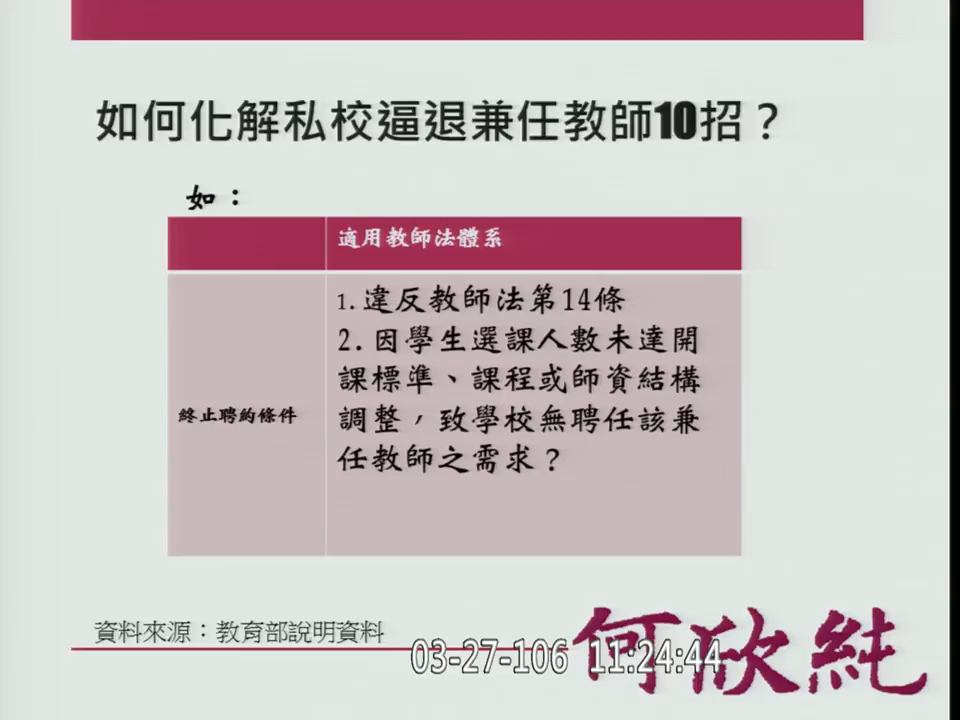 如何化解私校逼退兼任教師10招？
如：
適用教師法體系
終止聘約條件
1. 違反教師法第14條
2. 因學生選課人數未達開
課標準、課程或師資結構
調整，致學校無聘任該兼
任教師之需求？
資料來源：教育部說明資料
03-27-106 11:24:44
何欣純